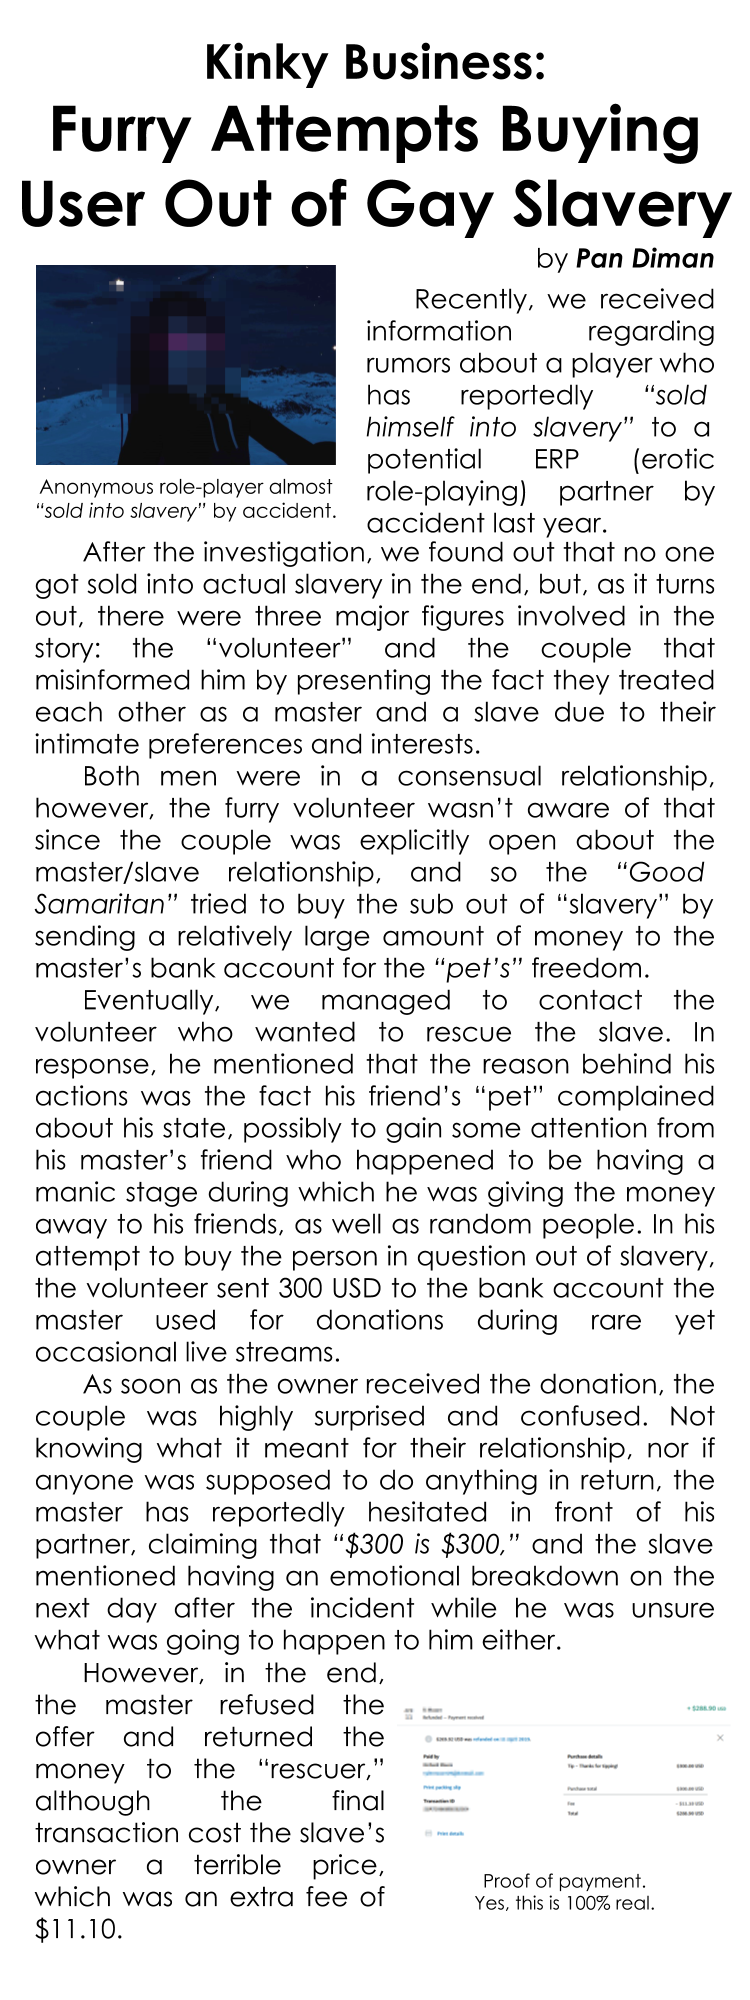 Kinky Business:
Furry Attempts Buying
User Out of Gay Slavery
by Pan Diman
Anonymous role-player almost
“sold into slavery” by accident.
Recently, we received
information regarding
rumors about a player who
has reportedly “sold
himself into slavery” to a
potential ERP (erotic
role-playing) partner by
accident last year.
After the investigation, we found out that no one
got sold into actual slavery in the end, but, as it turns
out, there were three major figures involved in the
story: the “volunteer” and the couple that
misinformed him by presenting the fact they treated
each other as a master and a slave due to their
intimate preferences and interests.
Both men were in a consensual relationship,
however, the furry volunteer wasn’t aware of that
since the couple was explicitly open about the
master/slave relationship, and so the “Good
Samaritan” tried to buy the sub out of “slavery” by
sending a relatively large amount of money to the
master’s bank account for the “pet’s” freedom.
Eventually, we managed to contact the
volunteer who wanted to rescue the slave. In
response, he mentioned that the reason behind his
actions was the fact his friend’s “pet” complained
about his state, possibly to gain some attention from
his master’s friend who happened to be having a
manic stage during which he was giving the money
away to his friends, as well as random people. In his
attempt to buy the person in question out of slavery,
the volunteer sent 300 USD to the bank account the
master used for donations during rare yet
occasional live streams.
As soon as the owner received the donation, the
couple was highly surprised and confused. Not
knowing what it meant for their relationship, nor if
anyone was supposed to do anything in return, the
master has reportedly hesitated in front of his
partner, claiming that “$300 is $300,” and the slave
mentioned having an emotional breakdown on the
next day after the incident while he was unsure
what was going to happen to him either.
However, in the end,
the master refused the
offer and returned the
money to the “rescuer,”
although the final
transaction cost the slave’s
owner a terrible price,
which was an extra fee of
$11.10.
+ $288.90 USD
Refunded – Payment received
Paid by
Print packing slip
Transaction ID
Print details
Purchase details
Tip – Thanks for tipping!
$300.00 USD
Purchase total
$300.00 USD
Fee
- $11.10 USD
Total
$288.90 USD
Proof of payment.
Yes, this is 100% real.